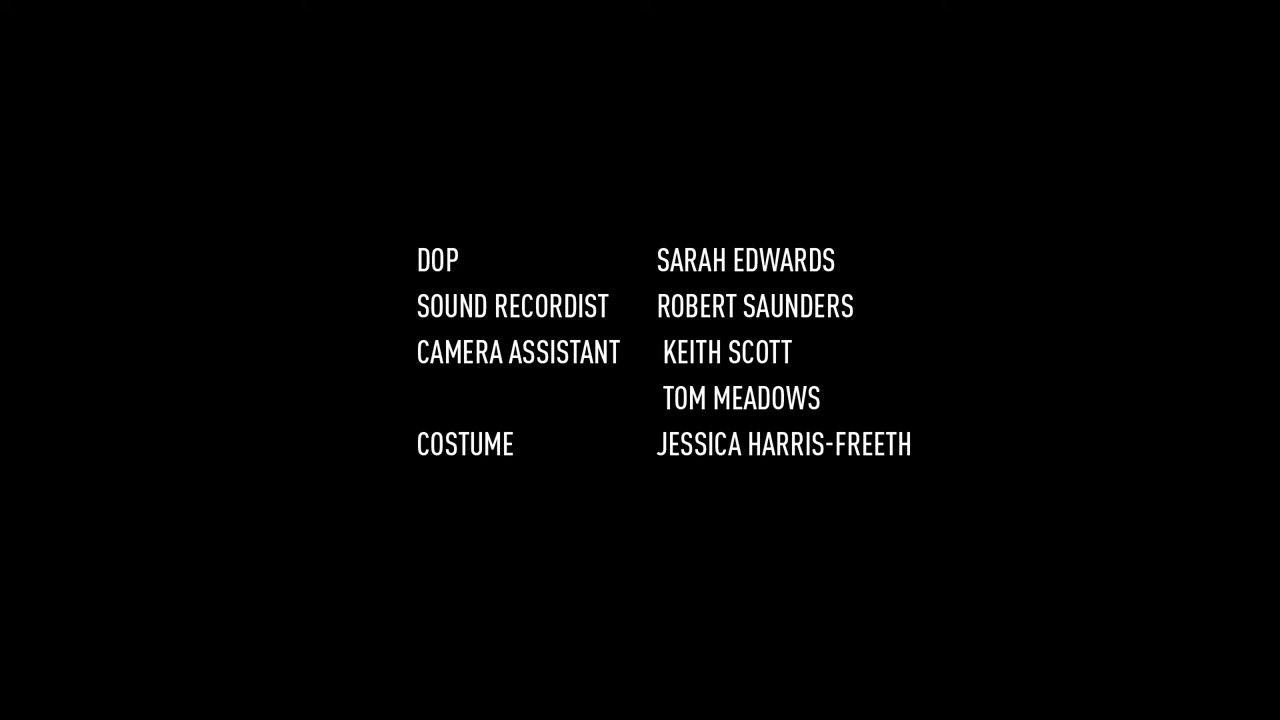 DOP SARAH EDWARDS
SOUND RECORDIST ROBERT SAUNDERS
CAMERA ASSISTANT KEITH SCOTT
TOM MEADOWS
COSTUME JESSICA HARRIS-FREETH